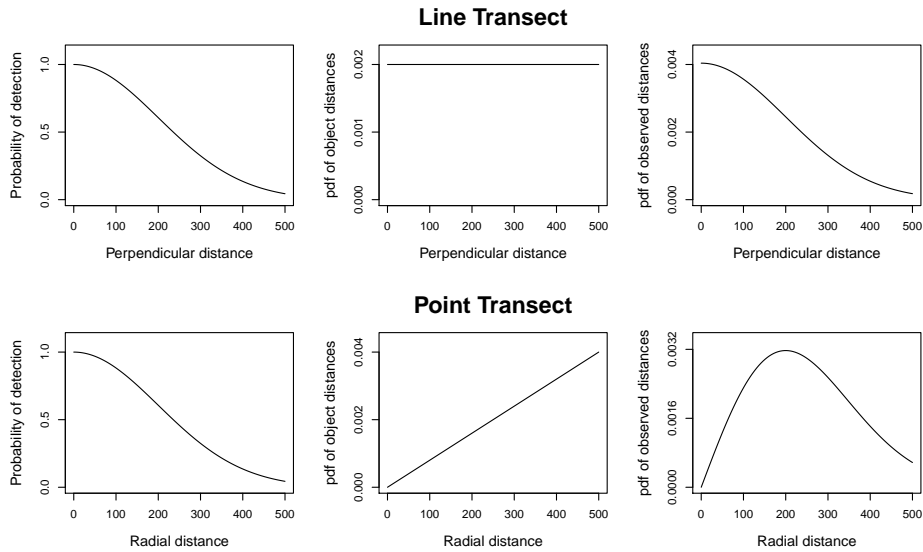 Line Transect
Probability of detection
0.0 0.5 1.0
0 100 200 300 400 500
Perpendicular distance
pdf of object distances
0.000 0.001 0.002
0 100 200 300 400 500
Perpendicular distance
pdf of observed distances
0.000 0.002 0.004
0 100 200 300 400 500
Perpendicular distance
Point Transect
Probability of detection
0.0 0.5 1.0
0 100 200 300 400 500
Radial distance
pdf of object distances
0.000 0.002 0.004
0 100 200 300 400 500
Radial distance
pdf of observed distances
0.0000 0.0016 0.0032
0 100 200 300 400 500
Radial distance